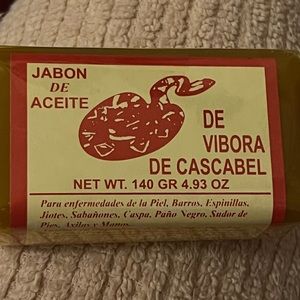 JABON
DE
ACEITE
DE
VIBORA
DE CASCABEL
NET WT. 140 GR 4.93 OZ
Para enfermedades de la Piel, Barros, Espinillas,
Jiotes, Sabañones, Caspa, Paño Negro, Sudor de
Pies, Axilas y Manos.